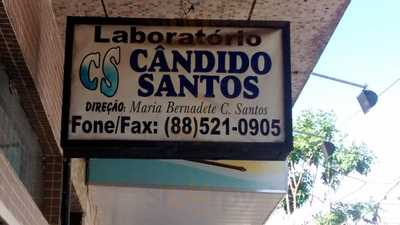 Laboratório
CS CÂNDIDO
SANTOS
DIREÇÃO: Maria Bernadete C. Santos
Fone/Fax: (88)521-0905